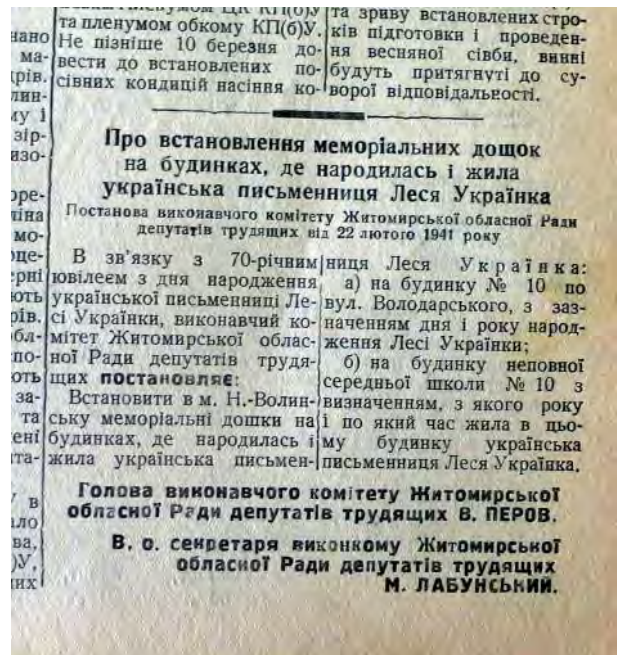 та пленумом обкому КП(б)У.
Не пізніше 10 березня до-
вести до встановлених по-
сівних кондицій насіння ко-
та зриву встановлених стро-
ків підготовки і проведен-
ня весняної сівби, винні
будуть притягнуті до су-
ворої відповідальності.
Про встановлення меморіальних дощок
на будинках, де народилась і жила
українська письменниця Леся Українка
Постанова виконавчого комітету Житомирської обласної Ради
депутатів трудящих від 22 лютого 1941 року
В зв'язку з 70-річним
ювілеєм з дня народження
української письменниці Ле-
сі Українки, виконавчий ко-
мітет Житомирської облас-
ної Ради депутатів трудя-
щих постановляє:
Встановити в м. Н.-Волин-
ську меморіальні дошки на
будинках, де народилась і
жила українська письмен-
ниця Леся Українка:
а) на будинку № 10 по
вул. Володарського, з заз-
наченням дня і року народ-
ження Лесі Українки;
б) на будинку неповної
середньої школи № 10 з
визначенням, з якого року
і по який час жила в цьо-
му будинку українська
письменниця Леся Українка.
Голова виконавчого комітету Житомирської
обласної Ради депутатів трудящих В. ПЕРОВ.
В. о. секретаря виконкому Житомирської
обласної Ради депутатів трудящих
М. ЛАБУНСЬКИЙ.